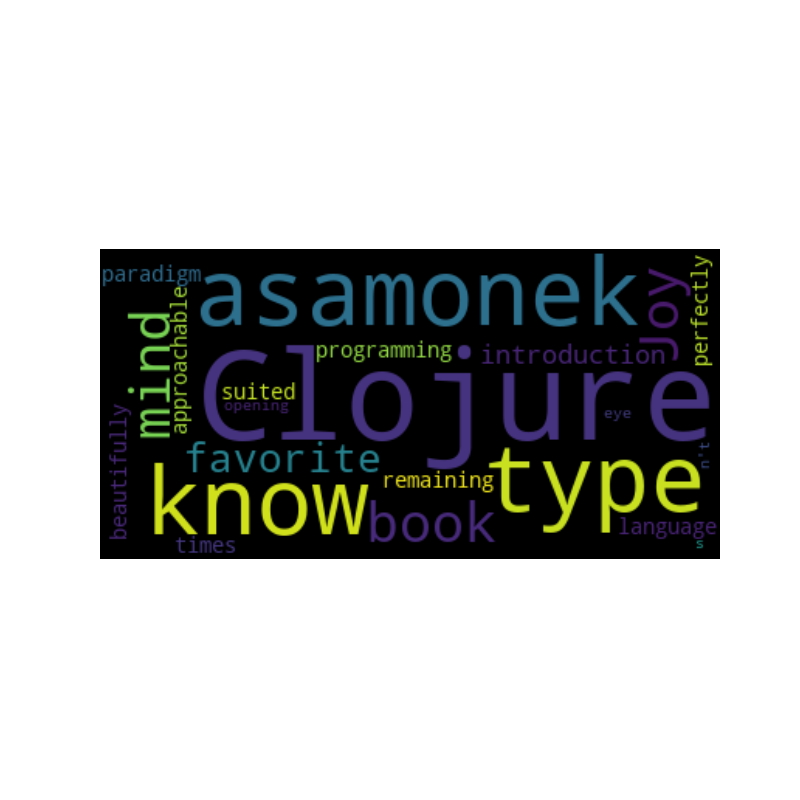 paradigm
asamonek
Joy
perfectly
mind
approachable
programming
introduction
Clojure
suited
opening
eye
beautifully
favorite
type
n't
know
remaining
book
language
times
s